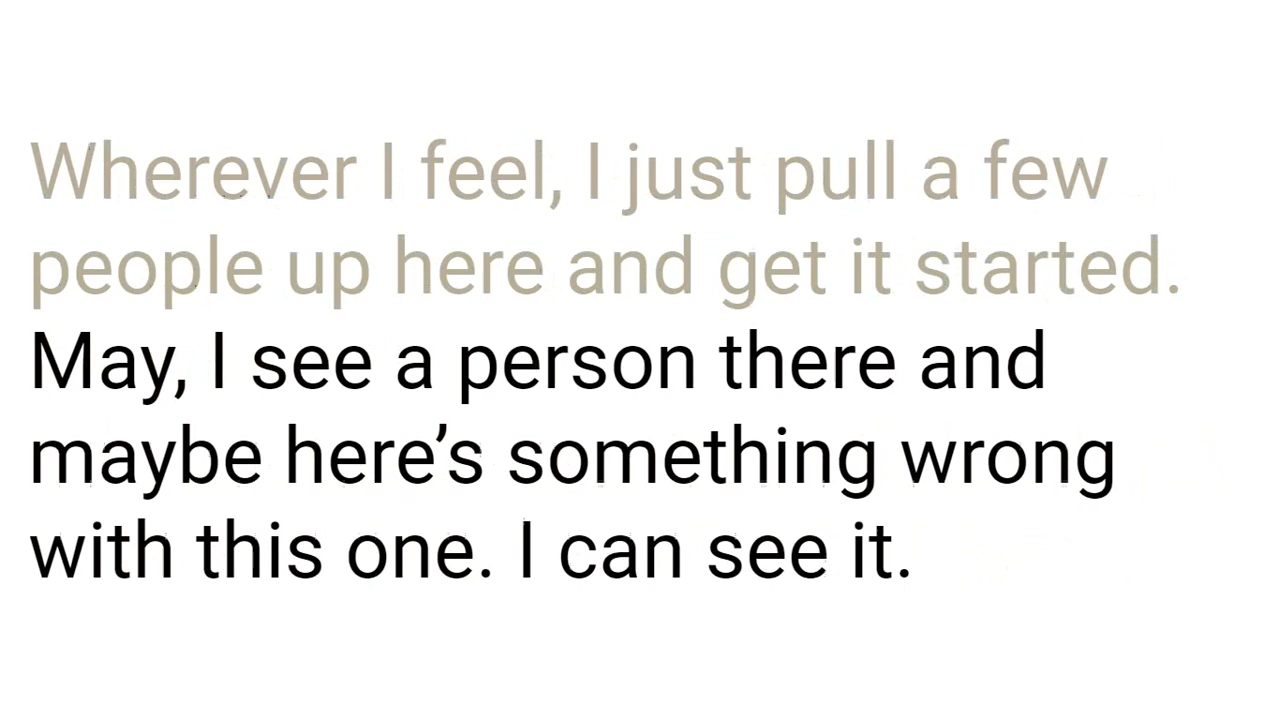 Wherever I feel, I just pull a few
people up here and get it started.
May, I see a person there and
maybe here’s something wrong
with this one. I can see it.